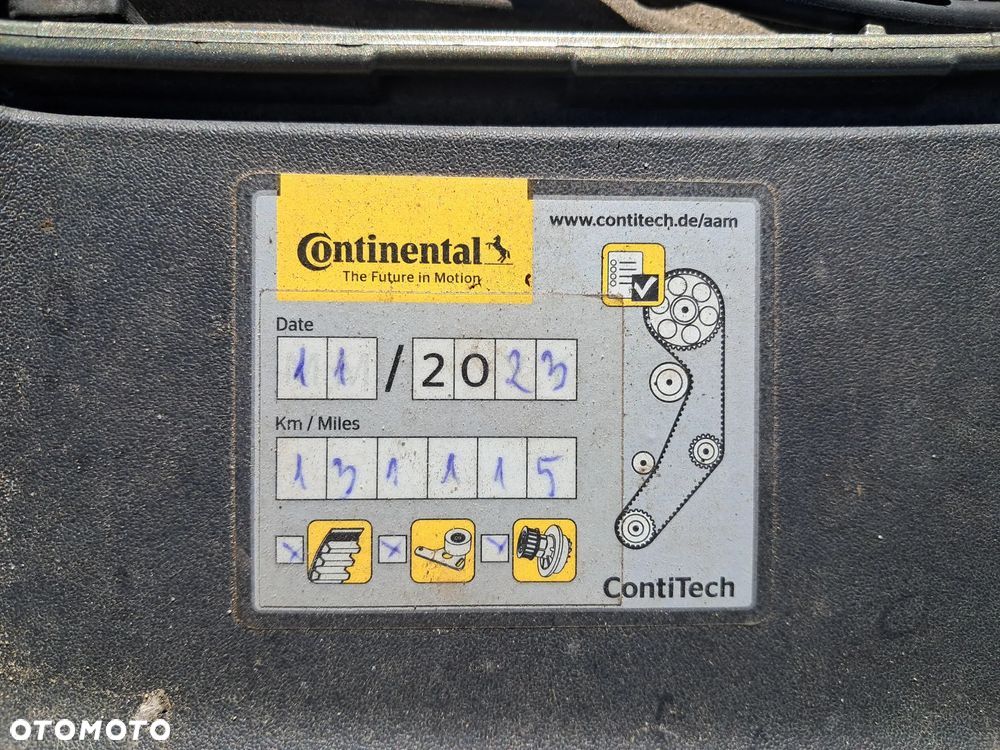 www.contitech.de/aam
Continental
The Future in Motion
Date
11/2023
Km / Miles
131115
ContiTech
OTOMOTO